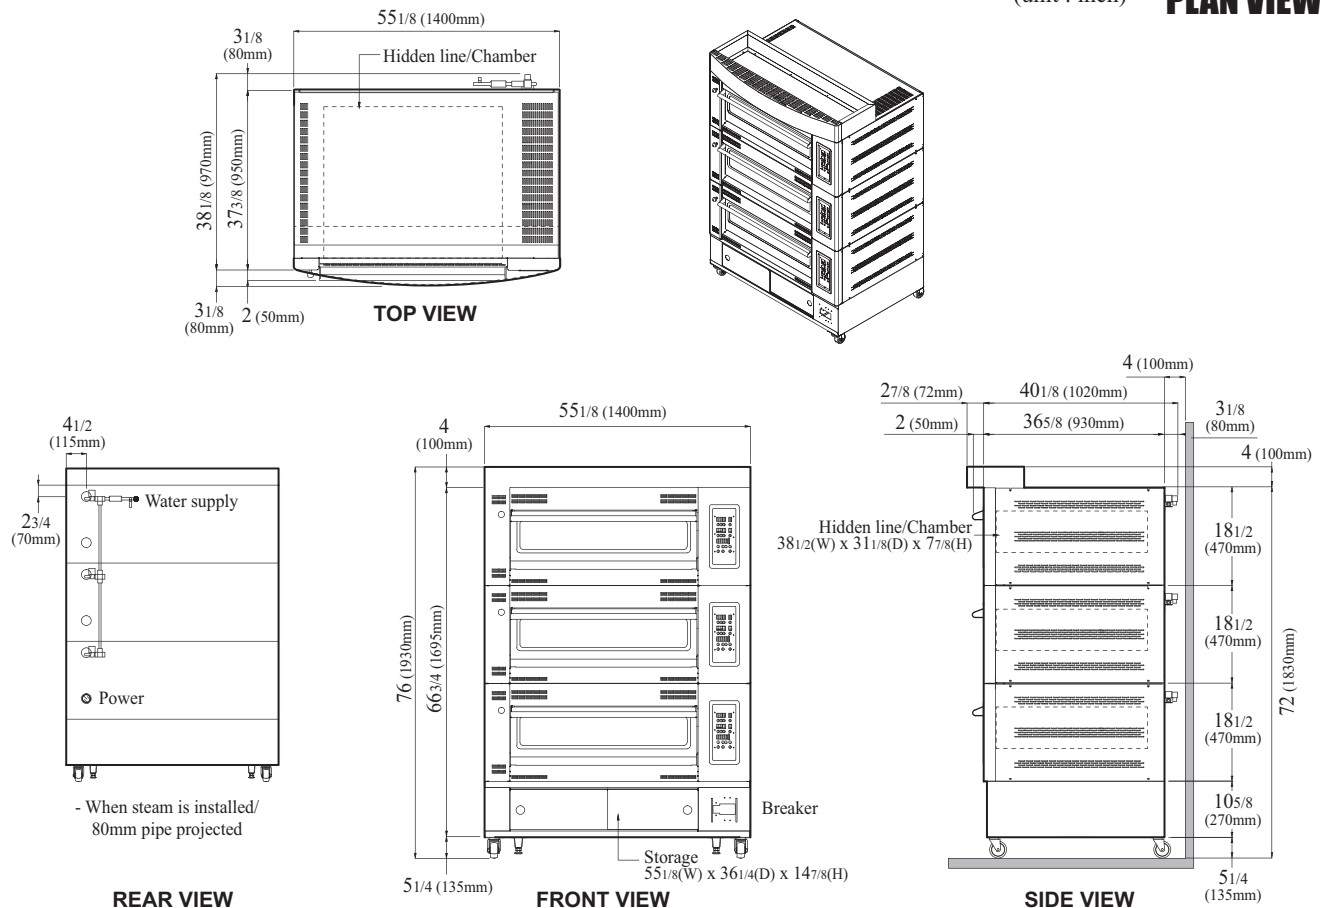 (unit : inch) PLAN VIEW
55 1/8 (1400mm)
3 1/8
(80mm)
Hidden line/Chamber
38 1/8 (970mm)
37 3/8 (950mm)
3 1/8
(80mm)
2 (50mm)
TOP VIEW
4 1/2
(115mm)
Water supply
2 3/4
(70mm)
Power
- When steam is installed/
80mm pipe projected
REAR VIEW
55 1/8 (1400mm)
4
(100mm)
76 (1930mm)
66 3/4 (1695mm)
Breaker
Storage
55 1/8(W) x 36 1/4(D) x 14 7/8(H)
5 1/4 (135mm)
FRONT VIEW
4 (100mm)
2 7/8 (72mm)
40 1/8 (1020mm)
2 (50mm)
36 5/8 (930mm)
3 1/8
(80mm)
4 (100mm)
Hidden line/Chamber
38 1/2(W) x 31 1/8(D) x 7 7/8(H)
18 1/2
(470mm)
18 1/2
(470mm)
18 1/2
(470mm)
72 (1830mm)
10 5/8
(270mm)
5 1/4
(135mm)
SIDE VIEW